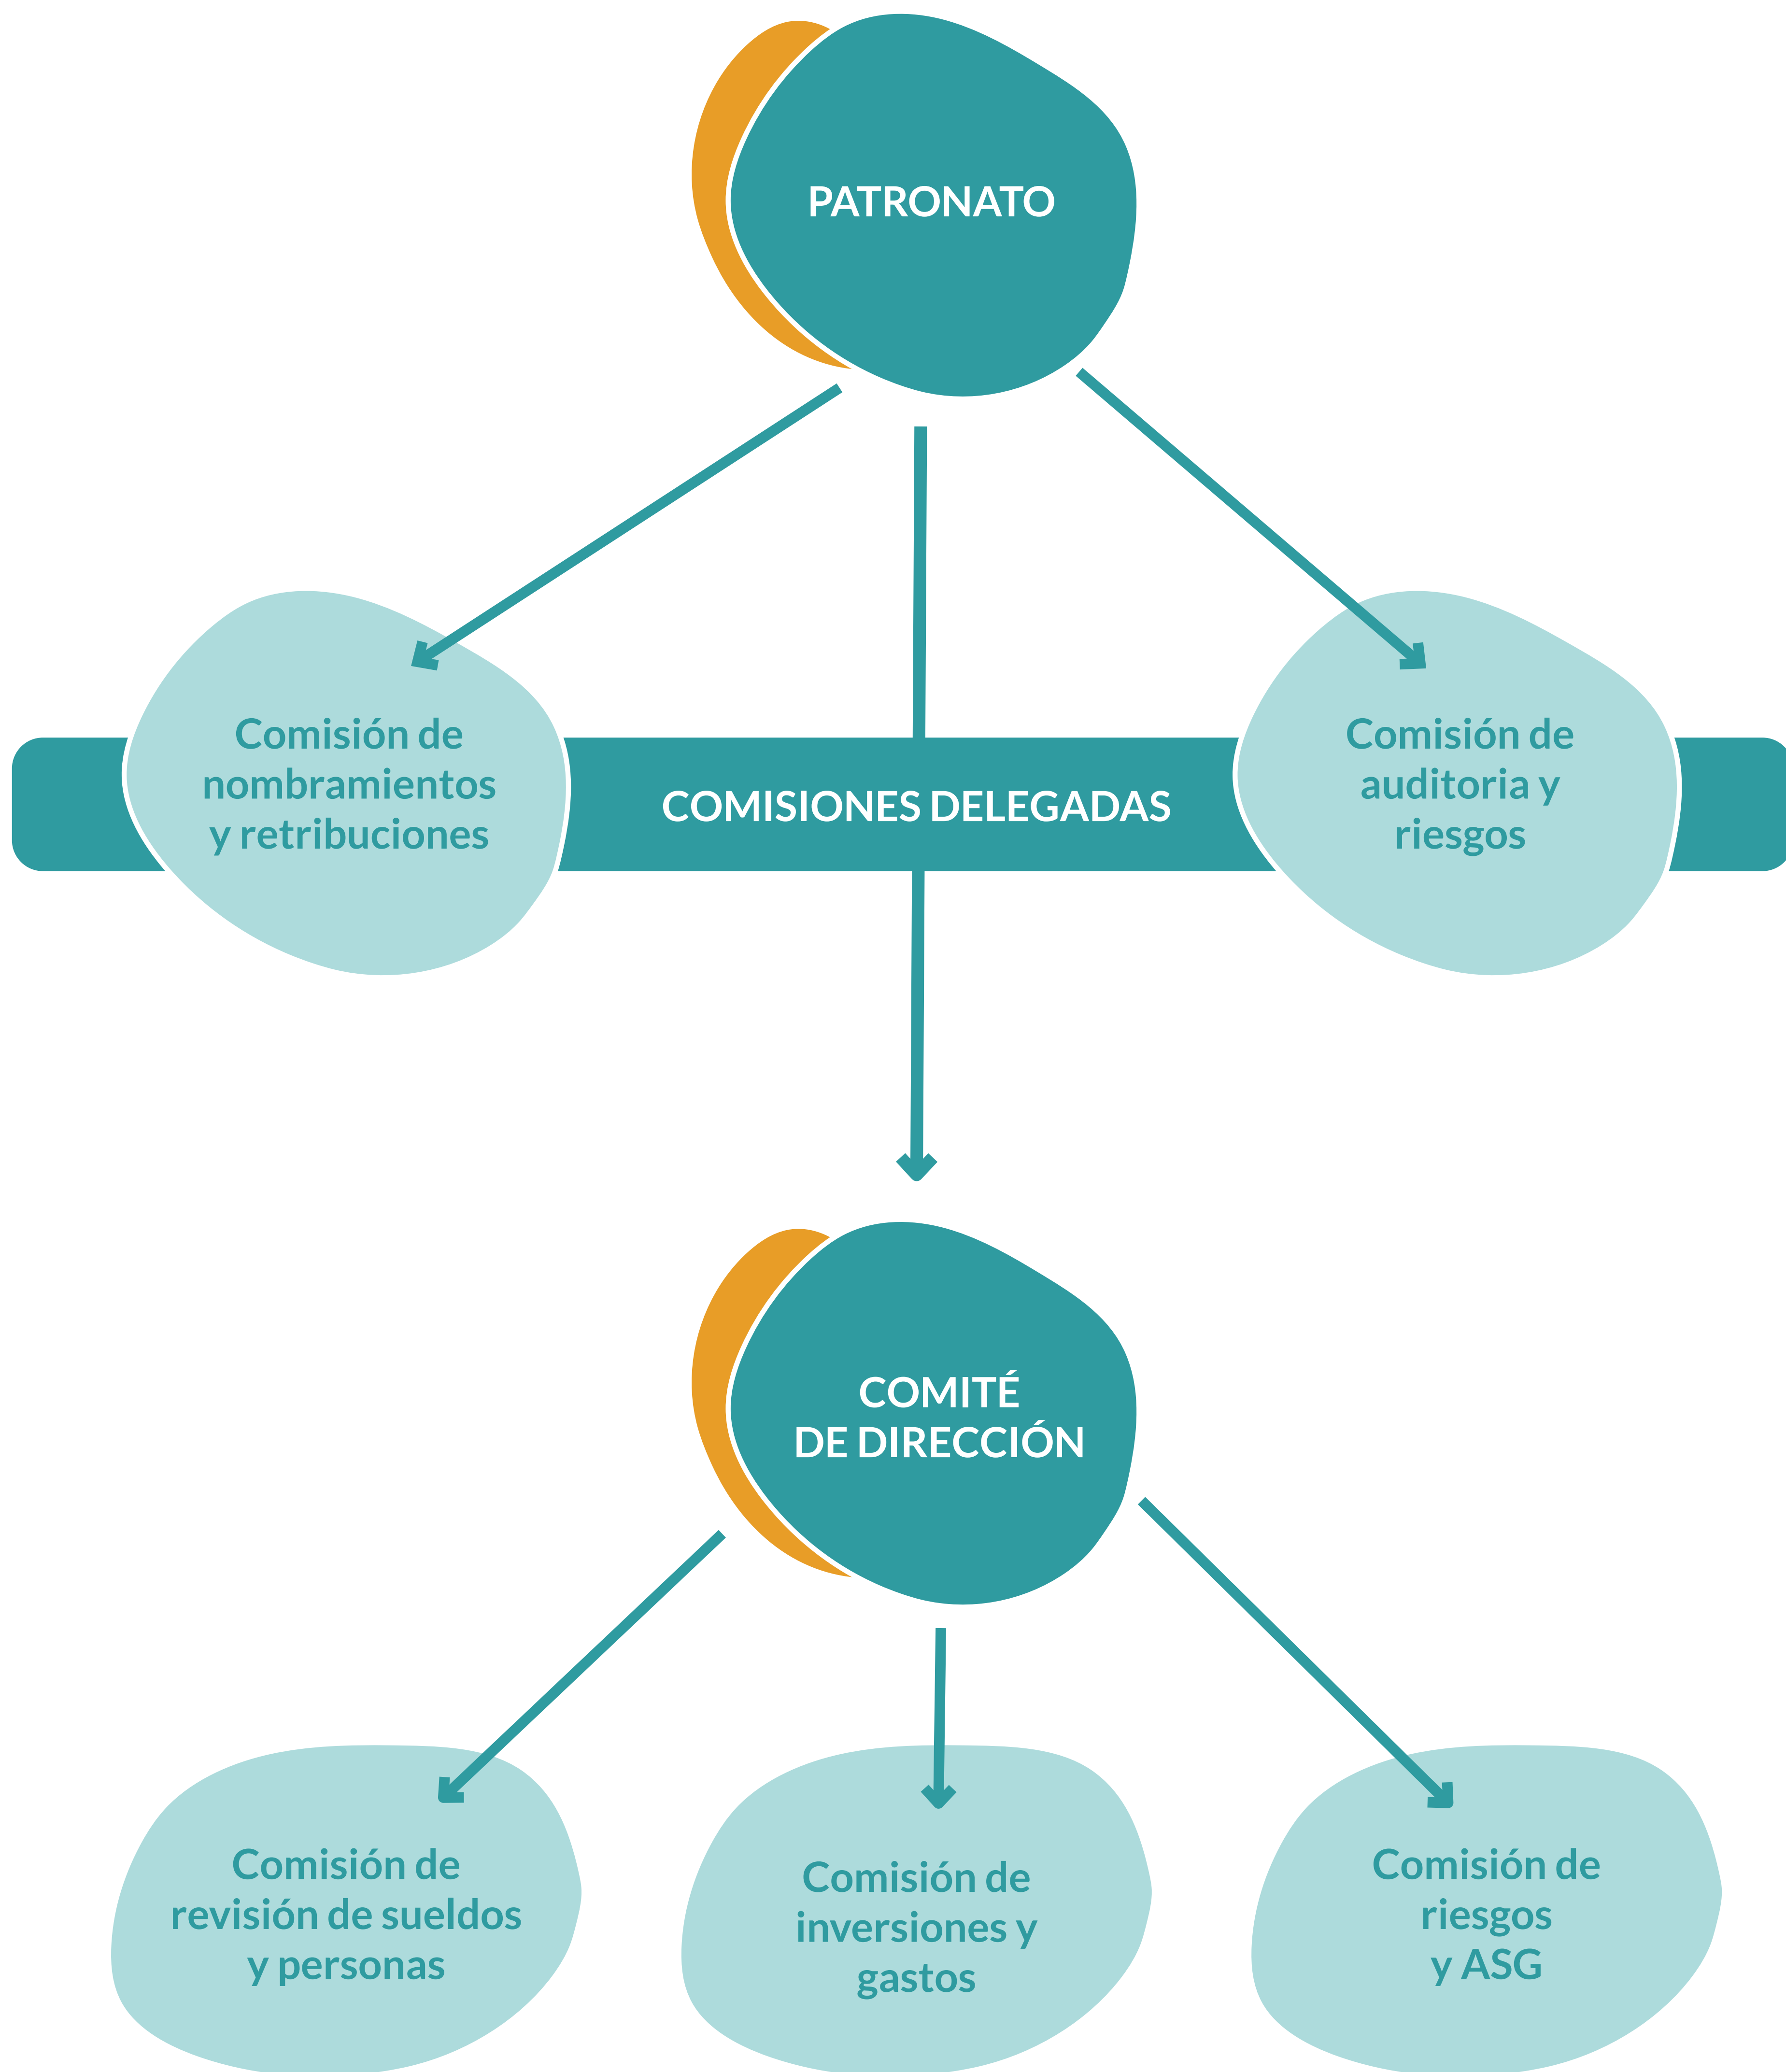 PATRONATO
Comisión de
nombramientos
y retribuciones
COMISIONES DELEGADAS
Comisión de
auditoria y
riesgos
COMITÉ
DE DIRECCIÓN
Comisión de
revisión de sueldos
y personas
Comisión de
inversiones y
gastos
Comisión de
riesgos
y ASG